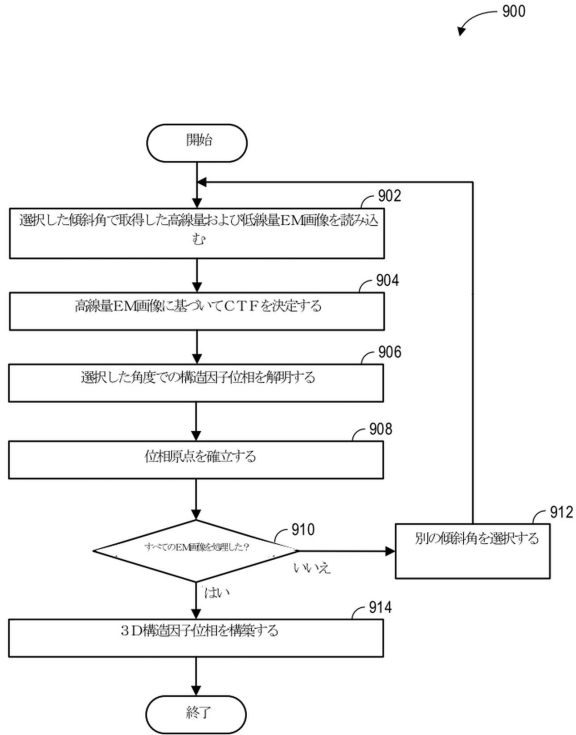 900
開始
902
選択した傾斜角で取得した高線量および低線量EM画像を読み込
む
904
高線量EM画像に基づいてCTFを決定する
906
選択した角度での構造因子位相を解明する
908
位相原点を確立する
910
すべてのEM画像を処理した？
いいえ
912
別の傾斜角を選択する
はい
914
3D構造因子位相を構築する
終了